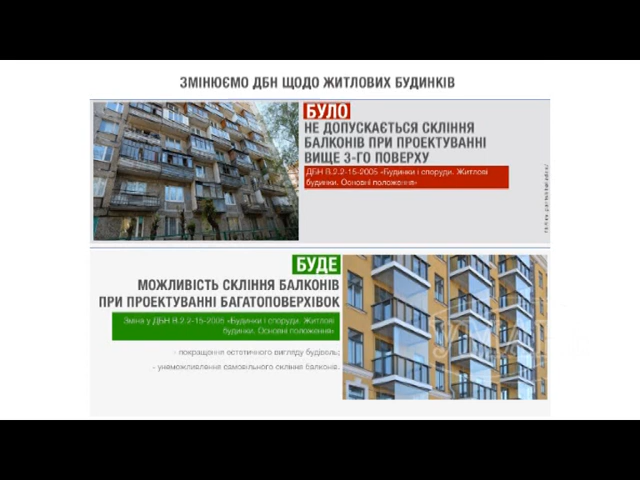 ЗМІНЮЄМО ДБН ЩОДО ЖИТЛОВИХ БУДИНКІВ
БУЛО
НЕ ДОПУСКАЄТЬСЯ СКЛІННЯ
БАЛКОНІВ ПРИ ПРОЕКТУВАННІ
ВИЩЕ 3-ГО ПОВЕРХУ
ДБН В.2.2-15-2005 «Будинки і споруди. Житлові
будинки. Основні положення»
БУДЕ
МОЖЛИВІСТЬ СКЛІННЯ БАЛКОНІВ
ПРИ ПРОЕКТУВАННІ БАГАТОПОВЕРХІВОК
Зміна у ДБН В.2.2-15-2005 «Будинки і споруди. Житлові
будинки. Основні положення»
- покращення естетичного вигляду будівель;
- унеможливлення самовільного скління балконів.